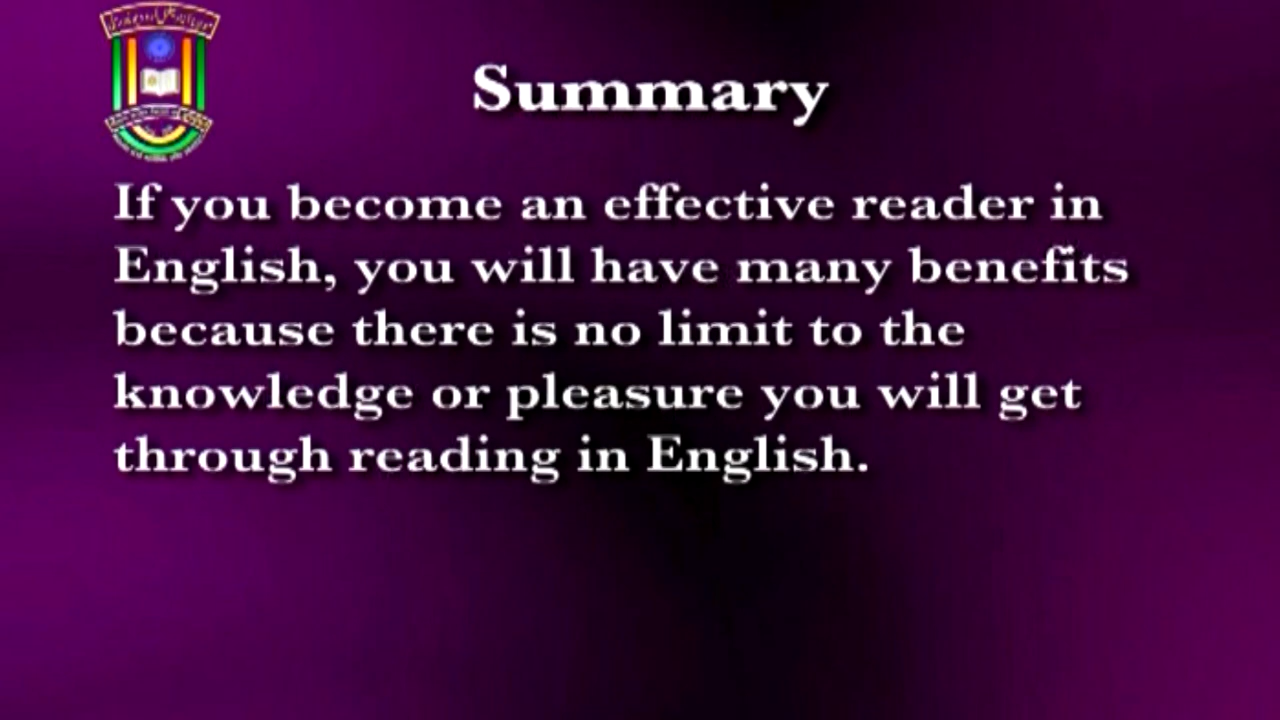 Summary
If you become an effective reader in
English, you will have many benefits
because there is no limit to the
knowledge or pleasure you will get
through reading in English.